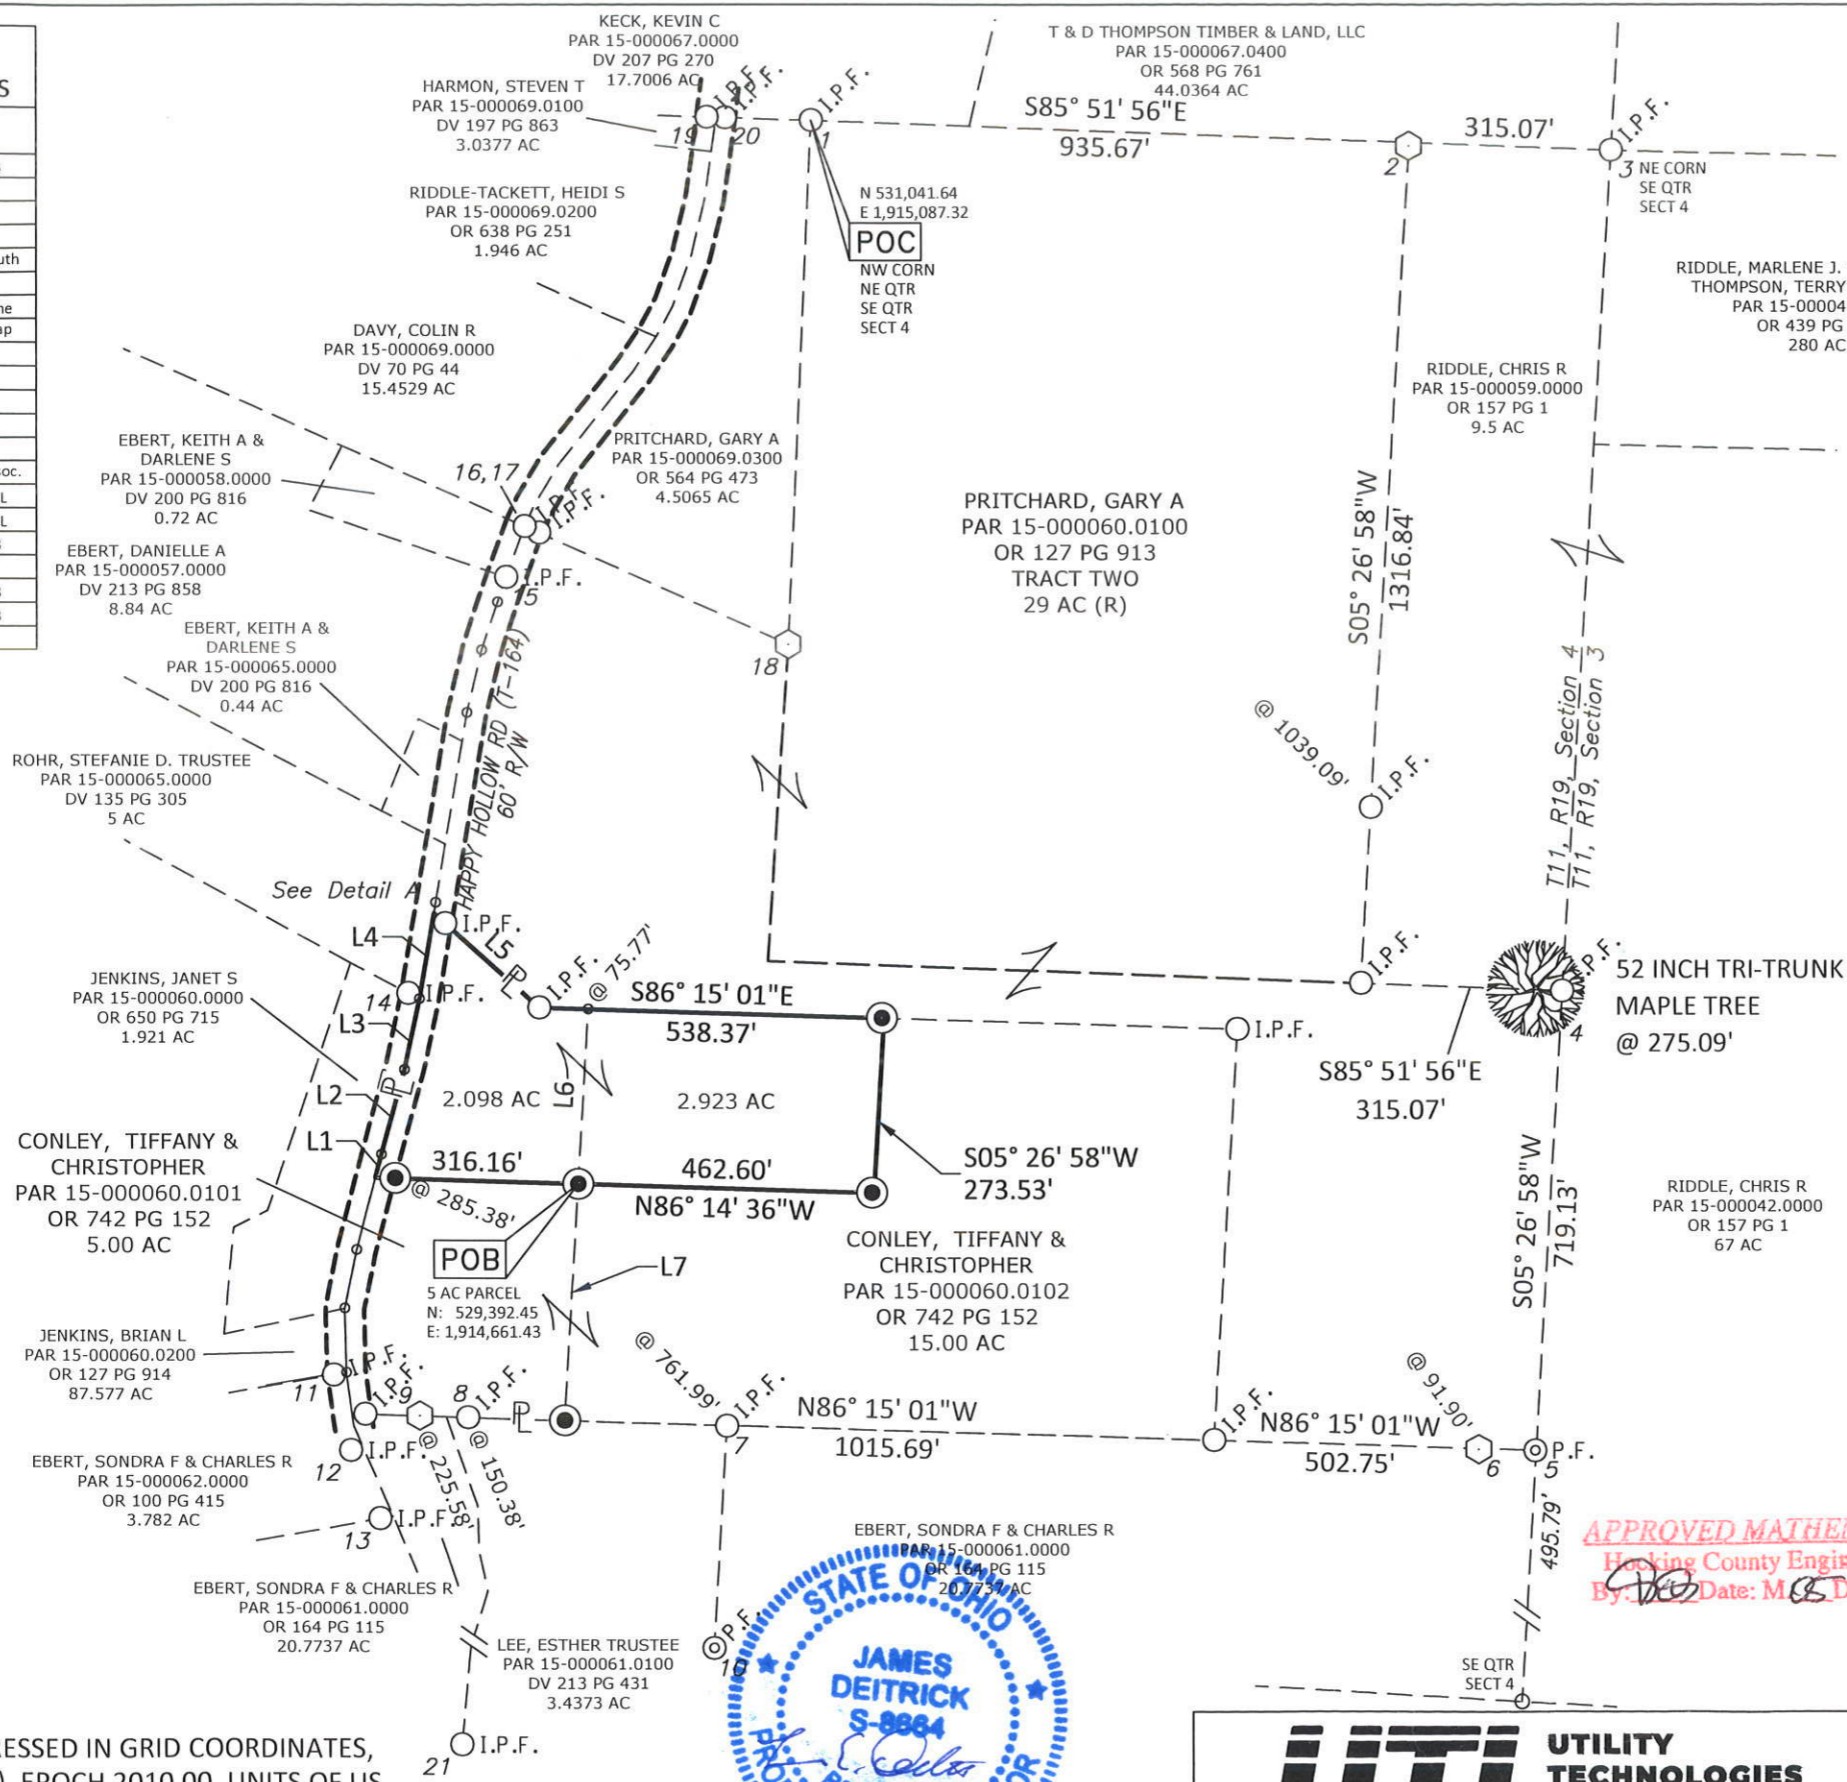 S
uth
ne
ap
oc.
L
L
KECK, KEVIN C
PAR 15-000067.0000
DV 207 PG 270
17.7006 AC
HARMON, STEVEN T
PAR 15-000069.0100
DV 197 PG 863
3.0377 AC
I.P.F.
I.P.F.
19
20
I.P.F.
1
T & D THOMPSON TIMBER & LAND, LLC
PAR 15-000067.0400
OR 568 PG 761
44.0364 AC
S85° 51' 56"E
935.67'
2
315.07'
I.P.F.
3
NE CORN
SE QTR
SECT 4
RIDDLE-TACKETT, HEIDI S
PAR 15-000069.0200
OR 638 PG 251
1.946 AC
N 531,041.64
E 1,915,087.32
POC
NW CORN
NE QTR
SE QTR
SECT 4
RIDDLE, MARLENE J.
THOMPSON, TERRY
PAR 15-00004
OR 439 PG
280 AC
DAVY, COLIN R
PAR 15-000069.0000
DV 70 PG 44
15.4529 AC
RIDDLE, CHRIS R
PAR 15-000059.0000
OR 157 PG 1
9.5 AC
EBERT, KEITH A &
DARLENE S
PAR 15-000058.0000
DV 200 PG 816
0.72 AC
16,17
I.P.F.
I.P.F.
PRITCHARD, GARY A
PAR 15-000069.0300
OR 564 PG 473
4.5065 AC
PRITCHARD, GARY A
PAR 15-000060.0100
OR 127 PG 913
TRACT TWO
29 AC (R)
S05° 26' 58"W
1316.84'
EBERT, DANIELLE A
PAR 15-000057.0000
DV 213 PG 858
8.84 AC
I.P.F.
15
EBERT, KEITH A &
DARLENE S
PAR 15-000065.0000
DV 200 PG 816
0.44 AC
18
HAPPY HOLLOW RD (T-164)
60' R/W
@ 1039.09'
I.P.F.
T11, R19, Section 4
T11, R19, Section 3
ROHR, STEFANIE D. TRUSTEE
PAR 15-000065.0000
DV 135 PG 305
5 AC
See Detail A
I.P.F.
L4
L5
PL
I.P.F.
@ 75.77'
S86° 15' 01"E
538.37'
I.P.F.
P.F.
4
52 INCH TRI-TRUNK
MAPLE TREE
@ 275.09'
JENKINS, JANET S
PAR 15-000060.0000
OR 650 PG 715
1.921 AC
14
I.P.F.
L3
I.P.F.
S85° 51' 56"E
315.07'
PL
L2
2.098 AC
L6
2.923 AC
L1
CONLEY, TIFFANY &
CHRISTOPHER
PAR 15-000060.0101
OR 742 PG 152
5.00 AC
316.16'
@ 285.38'
462.60'
N86° 14' 36"W
S05° 26' 58"W
273.53'
RIDDLE, CHRIS R
PAR 15-000042.0000
OR 157 PG 1
67 AC
S05° 26' 58"W
719.13'
POB
5 AC PARCEL
N: 529,392.45
E: 1,914,661.43
L7
CONLEY, TIFFANY &
CHRISTOPHER
PAR 15-000060.0102
OR 742 PG 152
15.00 AC
JENKINS, BRIAN L
PAR 15-000060.0200
OR 127 PG 914
87.577 AC
11
I.P.F.
I.P.F.
9
8
I.P.F.
PL
@ 761.99'
I.P.F.
7
N86° 15' 01"W
1015.69'
I.P.F.
@ 91.90'
N86° 15' 01"W
502.75'
6
P.F.
5
EBERT, SONDRA F & CHARLES R
PAR 15-000062.0000
OR 100 PG 415
3.782 AC
12
I.P.F.
@ 225.58'
@ 150.38'
13
I.P.F.
495.79'
EBERT, SONDRA F & CHARLES R
PAR 15-000061.0000
OR 164 PG 115
20.7737 AC
APPROVED MATHE
Hocking County Engi
By: Date: M D
EBERT, SONDRA F & CHARLES R
PAR 15-000061.0000
OR 164 PG 115
20.7737 AC
LEE, ESTHER TRUSTEE
PAR 15-000061.0100
DV 213 PG 431
3.4373 AC
P.F.
10
STATE OF OHIO
JAMES
DEITRICK
S-8664
SE QTR
SECT 4
ESSED IN GRID COORDINATES,
EPOCH 2010.00, UNITS OF US
I.P.F.
21
UTI
UTILITY
TECHNOLOGIES